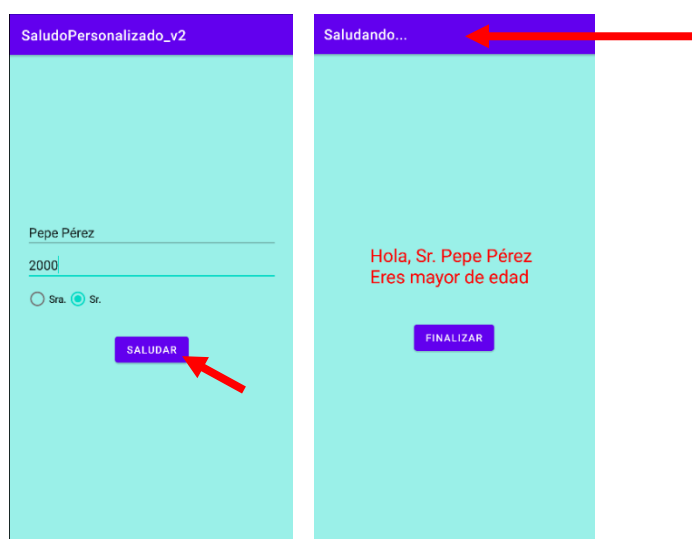 SaludoPersonalizado_v2
Pepe Pérez
2000
Sra. Sr.
SALUDAR
Saludando...
Hola, Sr. Pepe Pérez
Eres mayor de edad
FINALIZAR